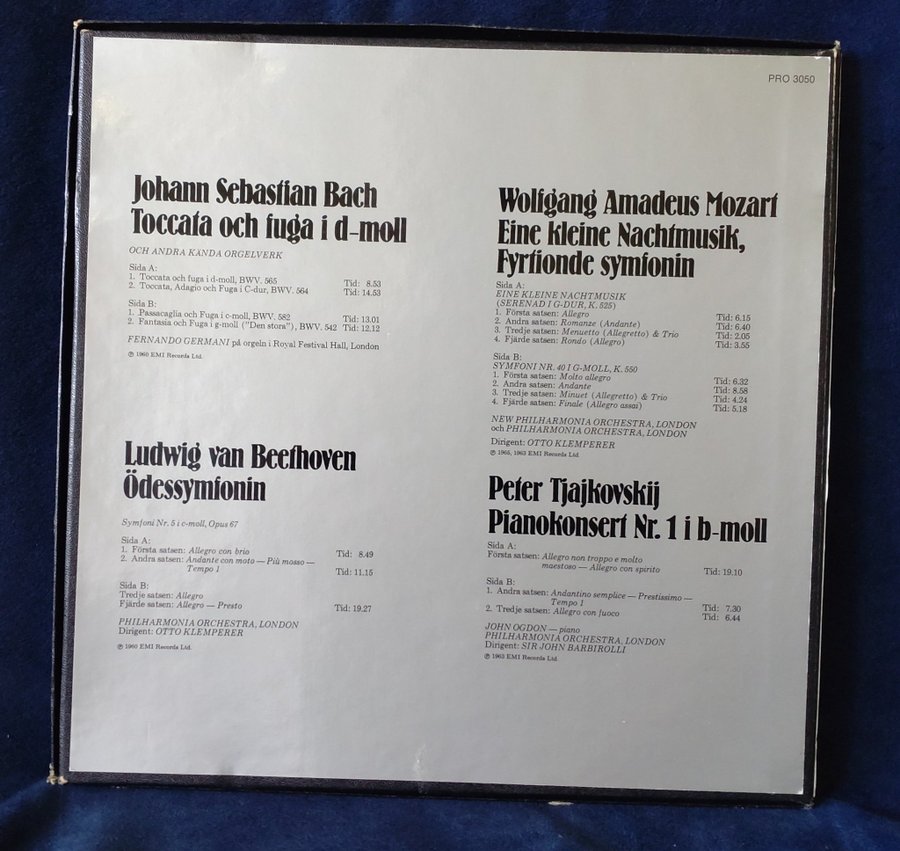 PRO 3050
Johann Sebastian Bach
Toccata och fuga i d-moll
OCH ANDRA KÄNDA ORGELVERK
Sida A:
1. Toccata och fuga i d-moll, BWV. 565 Tid: 8.53
2. Toccata, Adagio och Fuga i C-dur, BWV. 564 Tid: 14.53
Sida B:
1. Passacaglia och Fuga i c-moll, BWV. 582 Tid: 13.01
2. Fantasia och Fuga i g-moll ("Den stora"), BWV. 542 Tid: 12.12
FERNANDO GERMANI på orgeln i Royal Festival Hall, London
℗ 1960 EMI Records Ltd.
Ludwig van Beethoven
Ödessymfonin
Symfoni Nr. 5 i c-moll, Opus 67
Sida A:
1. Första satsen: Allegro con brio Tid: 8.49
2. Andra satsen: Andante con moto — Più mosso —
Tempo 1 Tid: 11.15
Sida B:
Tredje satsen: Allegro
Fjärde satsen: Allegro — Presto Tid: 19.27
PHILHARMONIA ORCHESTRA, LONDON
Dirigent: OTTO KLEMPERER
℗ 1960 EMI Records Ltd.
Wolfgang Amadeus Mozart
Eine kleine Nachtmusik,
Fyrtionde symfonin
Sida A:
EINE KLEINE NACHTMUSIK
(SERENAD I G-DUR, K. 525)
1. Första satsen: Allegro Tid: 6.15
2. Andra satsen: Romanze (Andante) Tid: 6.40
3. Tredje satsen: Menuetto (Allegretto) & Trio Tid: 2.05
4. Fjärde satsen: Rondo (Allegro) Tid: 3.55
Sida B:
SYMFONI NR. 40 I G-MOLL, K. 550
1. Första satsen: Molto allegro Tid: 6.32
2. Andra satsen: Andante Tid: 8.58
3. Tredje satsen: Minuet (Allegretto) & Trio Tid: 4.24
4. Fjärde satsen: Finale (Allegro assai) Tid: 5.18
NEW PHILHARMONIA ORCHESTRA, LONDON
och PHILHARMONIA ORCHESTRA, LONDON
Dirigent: OTTO KLEMPERER
℗ 1965, 1963 EMI Records Ltd.
Peter Tjajkovskij
Pianokonsert Nr. 1 i b-moll
Sida A:
Första satsen: Allegro non troppo e molto
maestoso — Allegro con spirito Tid: 19.10
Sida B:
1. Andra satsen: Andantino semplice — Prestissimo —
Tempo 1 Tid: 7.30
2. Tredje satsen: Allegro con fuoco Tid: 6.44
JOHN OGDON — piano
PHILHARMONIA ORCHESTRA, LONDON
Dirigent: SIR JOHN BARBIROLLI
℗ 1963 EMI Records Ltd.